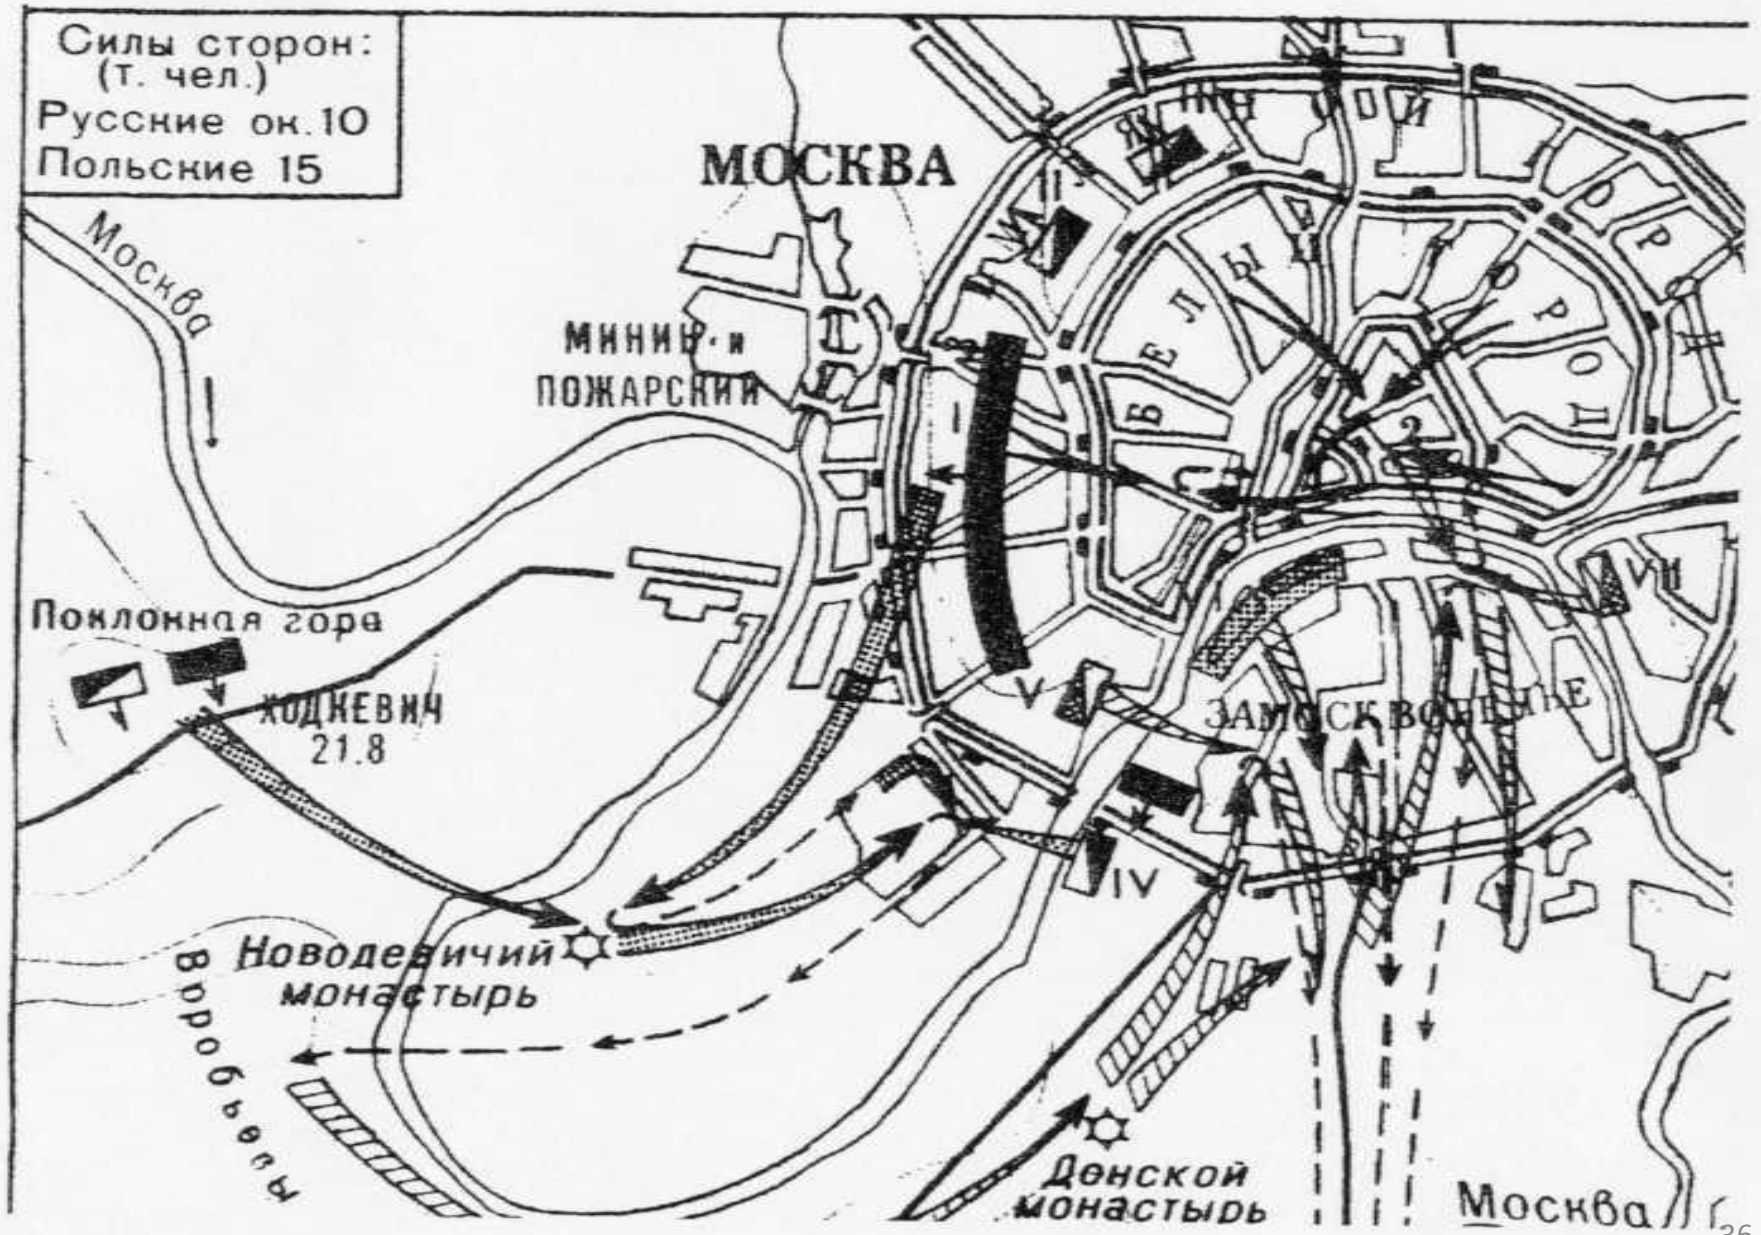 Силы сторон:
(т. чел.)
Русские ок. 10
Польские 15
МОСКВА
Москва
МИНИН и
ПОЖАРСКИЙ
БЕЛЫЙ ГОРОД
I
2
Поклонная гора
ХОДКЕВИЧ
21.8
VII
V
ЗАМОСКВОРЕЧЬЕ
IV
Новодевичий
монастырь
Воробьевы
Донской
монастырь
Москва
36